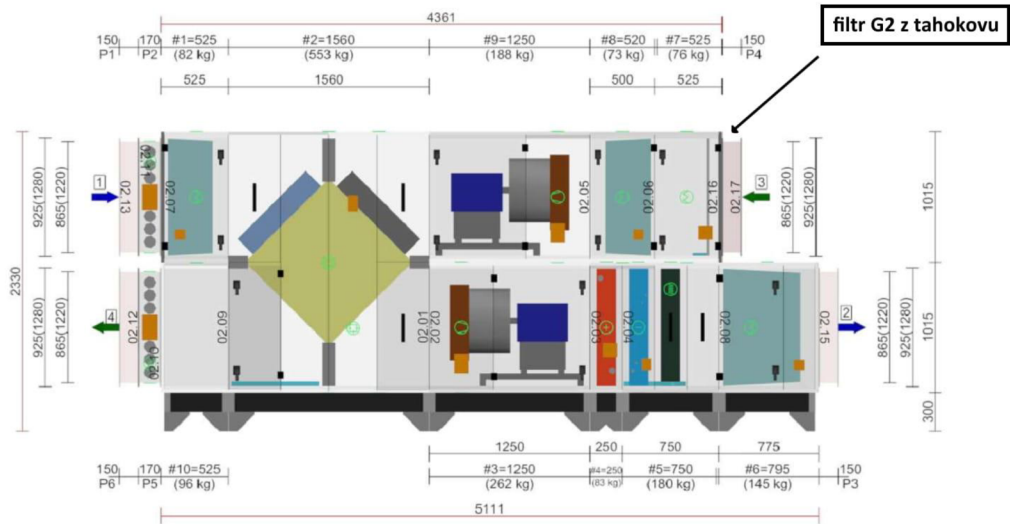 4361
filtr G2 z tahokovu
150 170 #1=525 #2=1560 #9=1250 #8=520 #7=525 150
P1 P2 (82 kg) (553 kg) (188 kg) (73 kg) (76 kg) P4
525 1560 500 525
925(1280) 865(1220) 02.13 02.11 02.07 02.05 02.06 02.16 02.17 865(1220) 925(1280) 1015
1 3
2330
925(1280) 865(1220) 02.12 02.10 02.09 02.01 02.02 02.03 02.04 02.08 02.15 865(1220) 925(1280) 1015
4 2
300
1250 250 750 775
150 170 #10=525 #3=1250 #4=250 #5=750 #6=795 150
P6 P5 (96 kg) (262 kg) (83 kg) (180 kg) (145 kg) P3
5111